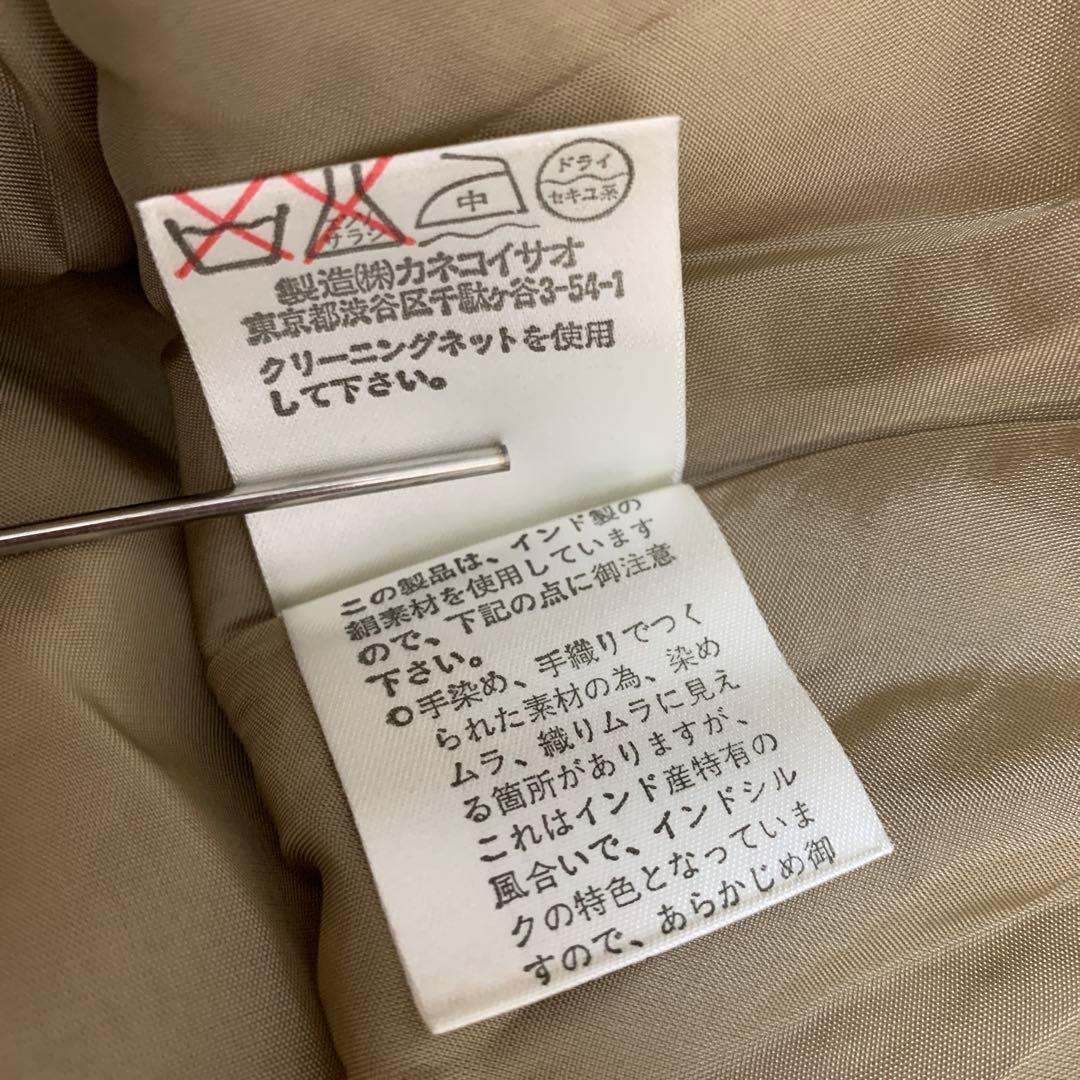 エンソ
サラシ
中
ドライ
セキユ系
製造㈱カネコイサオ
東京都渋谷区千駄ケ谷3-54-1
クリーニングネットを使用
して下さい。
この製品は、インド製の
絹素材を使用しています
ので、下記の点に御注意
下さい。
○手染め、手織りでつく
られた素材の為、染め
ムラ、織りムラに見え
る箇所がありますが、
これはインド産特有の
風合いで、インドシル
クの特色となっていま
すので、あらかじめ御